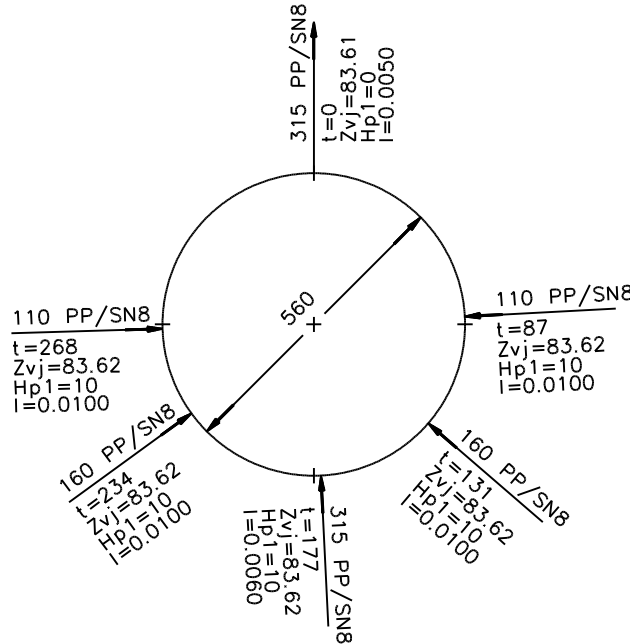 315 PP/SN8
t=0
Zvj=83.61
Hp1=0
I=0.0050
560
110 PP/SN8
t=268
Zvj=83.62
Hp1=10
I=0.0100
110 PP/SN8
t=87
Zvj=83.62
Hp1=10
I=0.0100
160 PP/SN8
t=234
Zvj=83.62
Hp1=10
I=0.0100
160 PP/SN8
t=131
Zvj=83.62
Hp1=10
I=0.0100
315 PP/SN8
t=177
Zvj=83.62
Hp1=10
I=0.0060